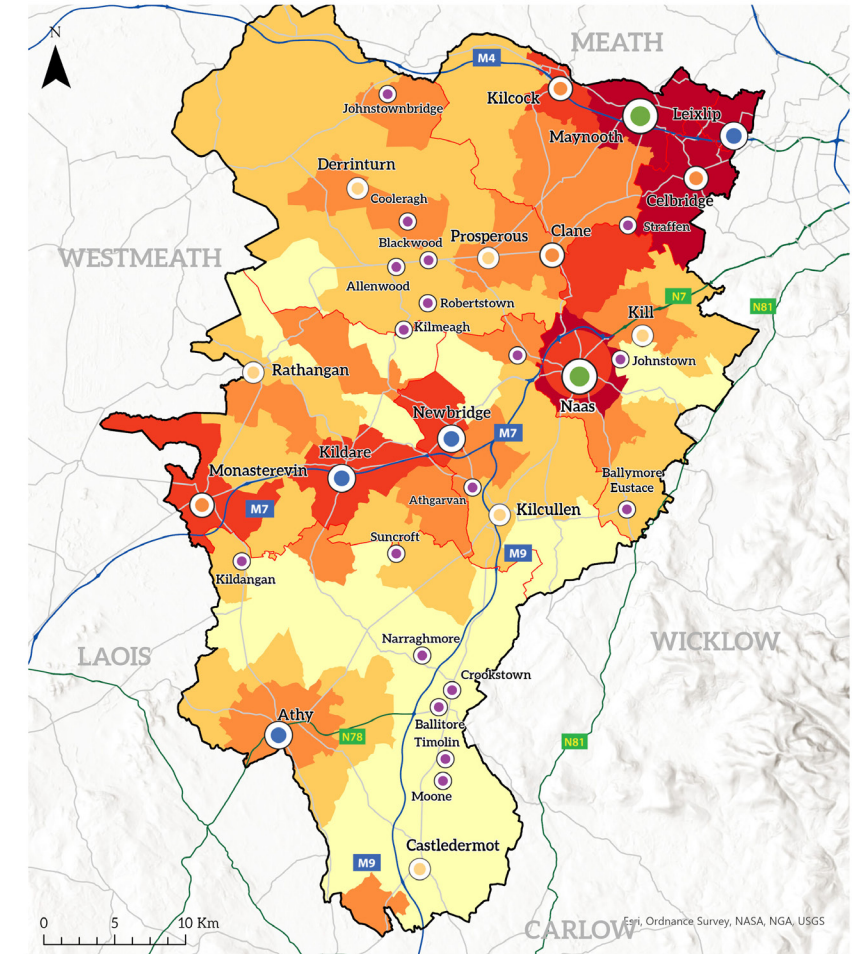 N
MEATH
M4
Kilcock
Johnstownbridge
Leixlip
Maynooth
Derrinturn
Cooleragh
Celbridge
Straffen
Blackwood
Prosperous
Clane
WESTMEATH
Allenwood
N7
Robertstown
N81
Kill
Kilmeagh
Johnstown
Rathangan
Naas
Newbridge
M7
Kildare
Monasterevin
Ballymore
Eustace
Athgarvan
M7
Kilcullen
Suncroft
M9
Kildangan
Narraghmore
WICKLOW
LAOIS
Crookstown
Athy
Ballitore
N78
Timolin
N81
Moone
Castledermot
M9
0 5 10 Km
CARLOW
Esri, Ordnance Survey, NASA, NGA, USGS